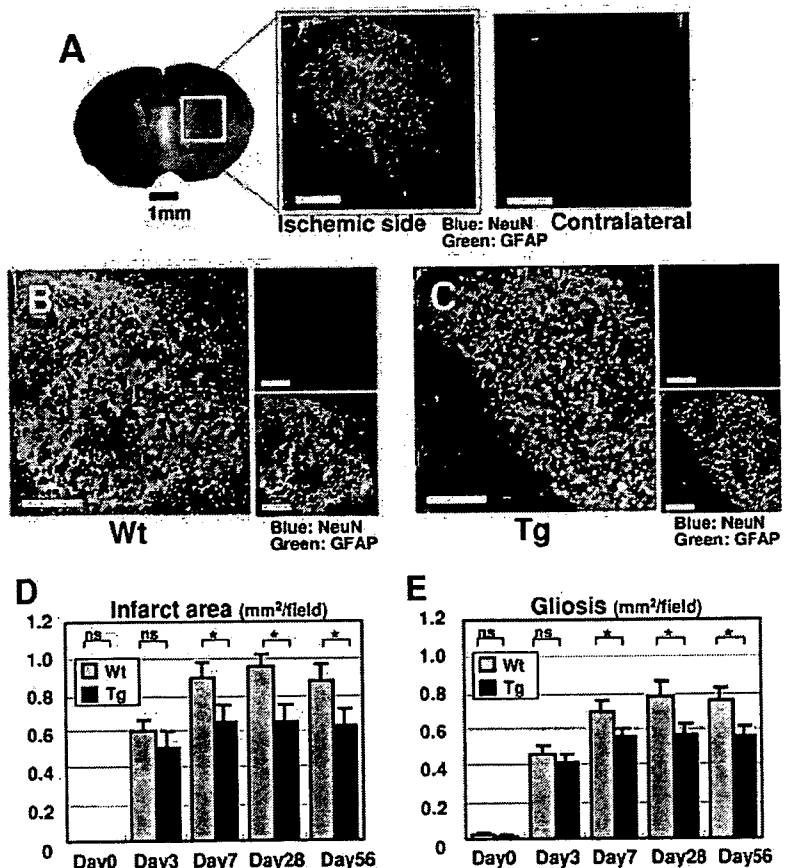 A
1mm
Ischemic side
Blue: NeuN
Green: GFAP
Contralateral
B
C
Wt
Blue: NeuN
Green: GFAP
Tg
Blue: NeuN
Green: GFAP
D
Infarct area (mm²/field)
1.2
1.0
0.8
0.6
0.4
0.2
0
ns
ns
*
*
*
Wt
Tg
Day0 Day3 Day7 Day28 Day56
E
Gliosis (mm²/field)
1.2
1.0
0.8
0.6
0.4
0.2
0
ns
ns
*
*
*
Wt
Tg
Day0 Day3 Day7 Day28 Day56